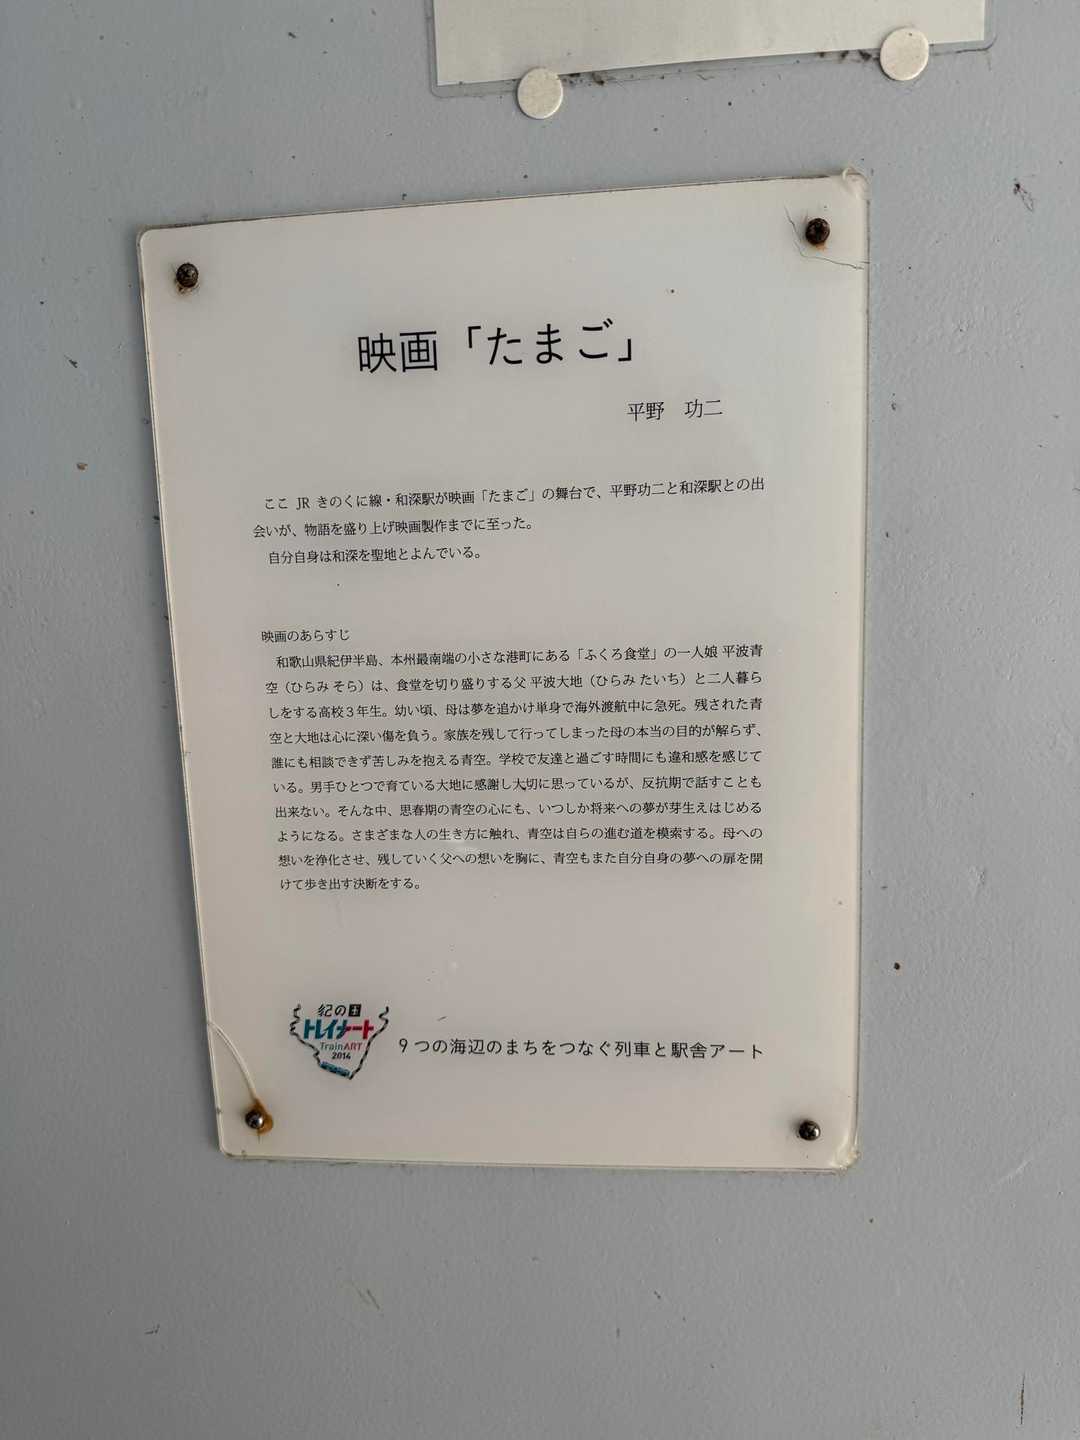 映画「たまご」
平野　功二
ここ JR きのくに線・和深駅が映画「たまご」の舞台で、平野功二と和深駅との出
会いが、物語を盛り上げ映画製作までに至った。
自分自身は和深を聖地とよんでいる。
映画のあらすじ
和歌山県紀伊半島、本州最南端の小さな港町にある「ふくろ食堂」の一人娘 平波青
空（ひらみ そら）は、食堂を切り盛りする父 平波大地（ひらみ たいち）と二人暮ら
しをする高校３年生。幼い頃、母は夢を追かけ単身で海外渡航中に急死。残された青
空と大地は心に深い傷を負う。家族を残して行ってしまった母の本当の目的が解らず、
誰にも相談できず苦しみを抱える青空。学校で友達と過ごす時間にも違和感を感じて
いる。男手ひとつで育ている大地に感謝し大切に思っているが、反抗期で話すことも
出来ない。そんな中、思春期の青空の心にも、いつしか将来への夢が芽生えはじめる
ようになる。さまざまな人の生き方に触れ、青空は自らの進む道を模索する。母への
想いを浄化させ、残していく父への想いを胸に、青空もまた自分自身の夢への扉を開
けて歩き出す決断をする。
紀の国
トレイナート
TrainART
2014
９つの海辺のまちをつなぐ列車と駅舎アート